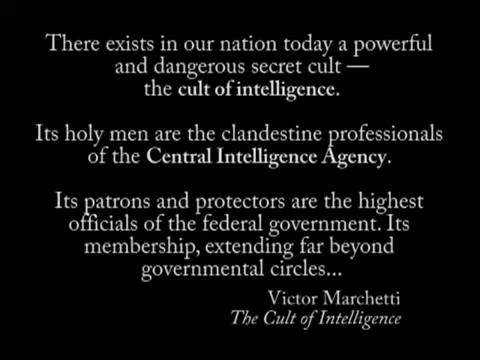 There exists in our nation today a powerful
and dangerous secret cult —
the cult of intelligence.
Its holy men are the clandestine professionals
of the Central Intelligence Agency.
Its patrons and protectors are the highest
officials of the federal government. Its
membership, extending far beyond
governmental circles...
Victor Marchetti
The Cult of Intelligence